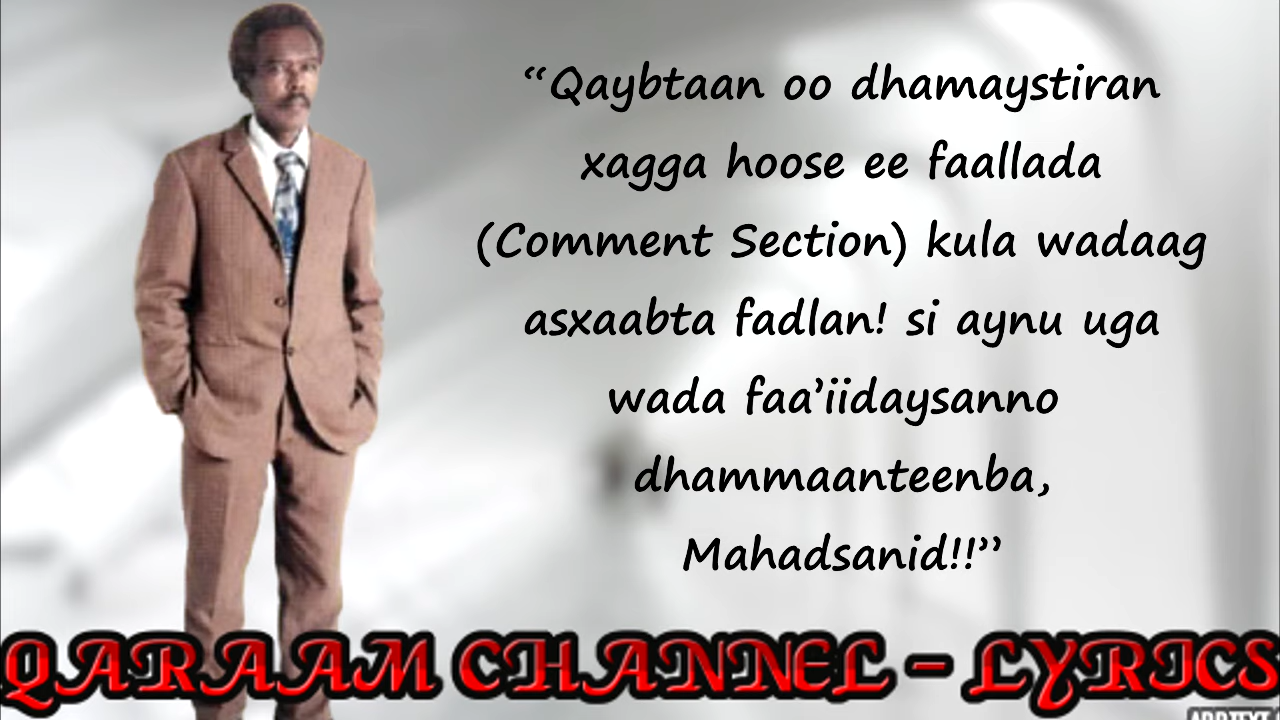 “Qaybtaan oo dhamaystiran
xagga hoose ee faallada
(Comment Section) kula wadaag
asxaabta fadlan! si aynu uga
wada faa’iidaysanno
dhammaanteenba,
Mahadsanid!!”
QARAAM CHANNEL – LYRICS